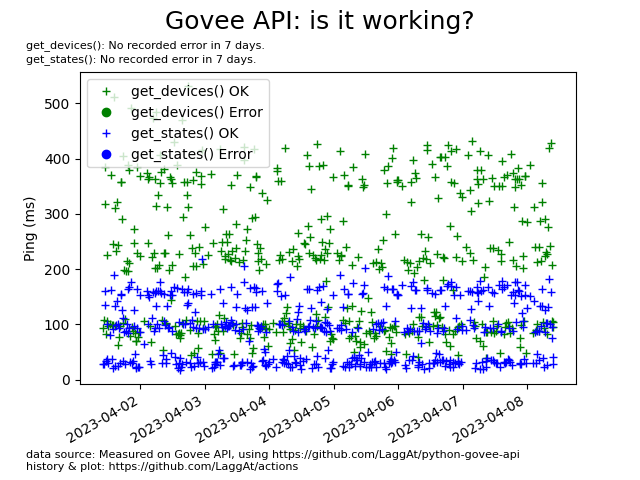 Govee API: is it working?
get_devices(): No recorded error in 7 days.
get_states(): No recorded error in 7 days.
get_devices() OK
get_devices() Error
get_states() OK
get_states() Error
Ping (ms)
500
400
300
200
100
0
2023-04-02
2023-04-03
2023-04-04
2023-04-05
2023-04-06
2023-04-07
2023-04-08
data source: Measured on Govee API, using https://github.com/LaggAt/python-govee-api
history & plot: https://github.com/LaggAt/actions